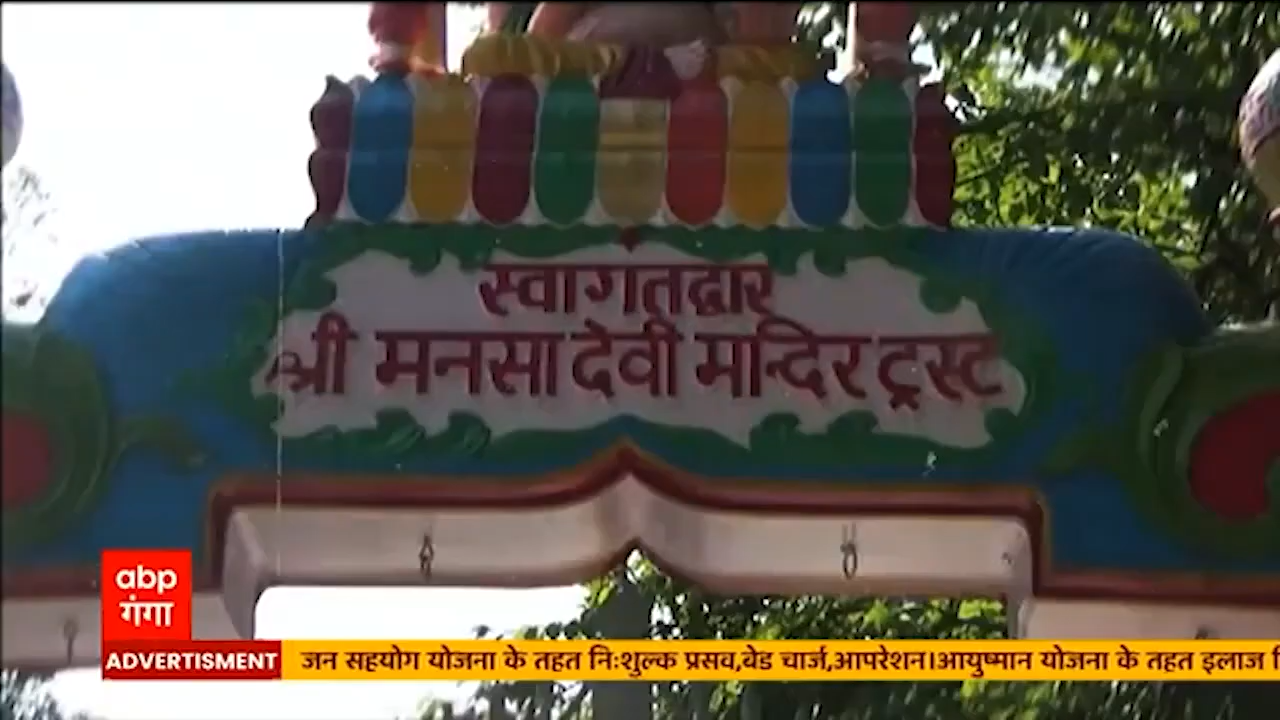 स्वागतद्वार
श्री मनसा देवी मन्दिर ट्रस्ट
abp
गंगा
ADVERTISMENT
जन सहयोग योजना के तहत निःशुल्क प्रसव,बेड चार्ज,आपरेशन।आयुष्मान योजना के तहत इलाज